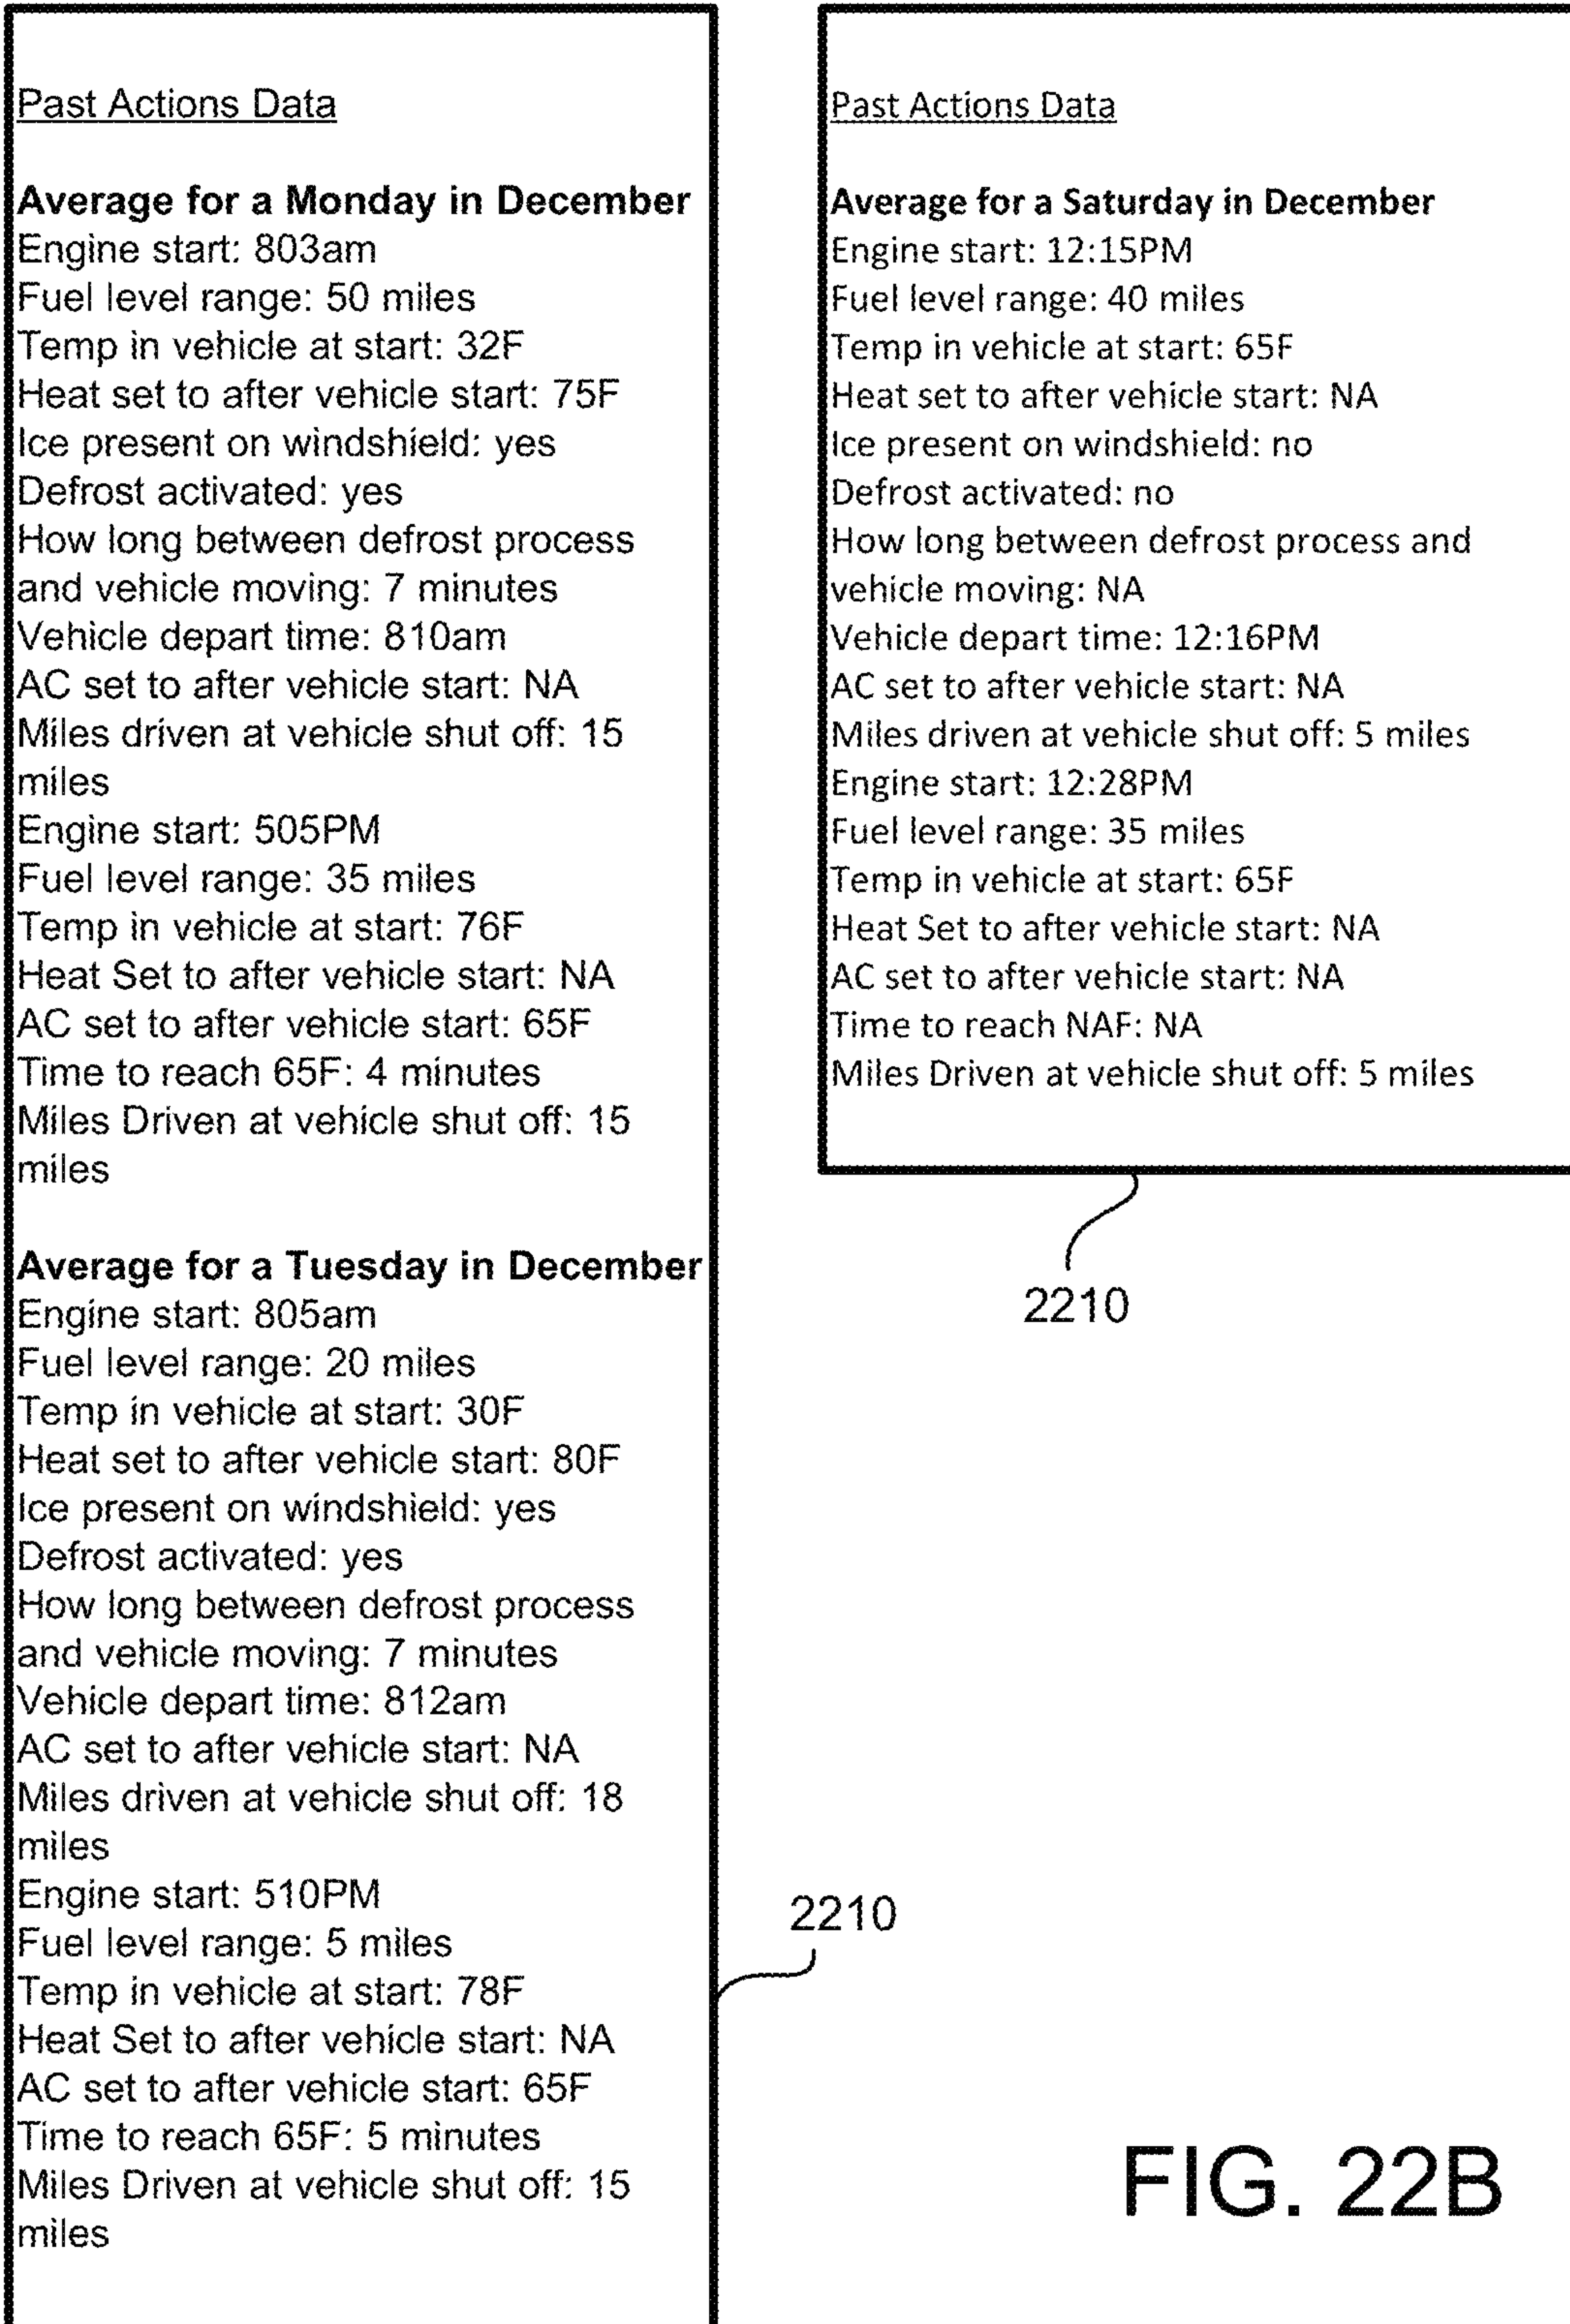 Past Actions Data
Average for a Monday in December
Engine start: 803am
Fuel level range: 50 miles
Temp in vehicle at start: 32F
Heat set to after vehicle start: 75F
Ice present on windshield: yes
Defrost activated: yes
How long between defrost process
and vehicle moving: 7 minutes
Vehicle depart time: 810am
AC set to after vehicle start: NA
Miles driven at vehicle shut off: 15
miles
Engine start: 505PM
Fuel level range: 35 miles
Temp in vehicle at start: 76F
Heat Set to after vehicle start: NA
AC set to after vehicle start: 65F
Time to reach 65F: 4 minutes
Miles Driven at vehicle shut off: 15
miles
Average for a Tuesday in December
Engine start: 805am
Fuel level range: 20 miles
Temp in vehicle at start: 30F
Heat set to after vehicle start: 80F
Ice present on windshield: yes
Defrost activated: yes
How long between defrost process
and vehicle moving: 7 minutes
Vehicle depart time: 812am
AC set to after vehicle start: NA
Miles driven at vehicle shut off: 18
miles
Engine start: 510PM
Fuel level range: 5 miles
Temp in vehicle at start: 78F
Heat Set to after vehicle start: NA
AC set to after vehicle start: 65F
Time to reach 65F: 5 minutes
Miles Driven at vehicle shut off: 15
miles
2210
Past Actions Data
Average for a Saturday in December
Engine start: 12:15PM
Fuel level range: 40 miles
Temp in vehicle at start: 65F
Heat set to after vehicle start: NA
Ice present on windshield: no
Defrost activated: no
How long between defrost process and
vehicle moving: NA
Vehicle depart time: 12:16PM
AC set to after vehicle start: NA
Miles driven at vehicle shut off: 5 miles
Engine start: 12:28PM
Fuel level range: 35 miles
Temp in vehicle at start: 65F
Heat Set to after vehicle start: NA
AC set to after vehicle start: NA
Time to reach NAF: NA
Miles Driven at vehicle shut off: 5 miles
2210
FIG. 22B